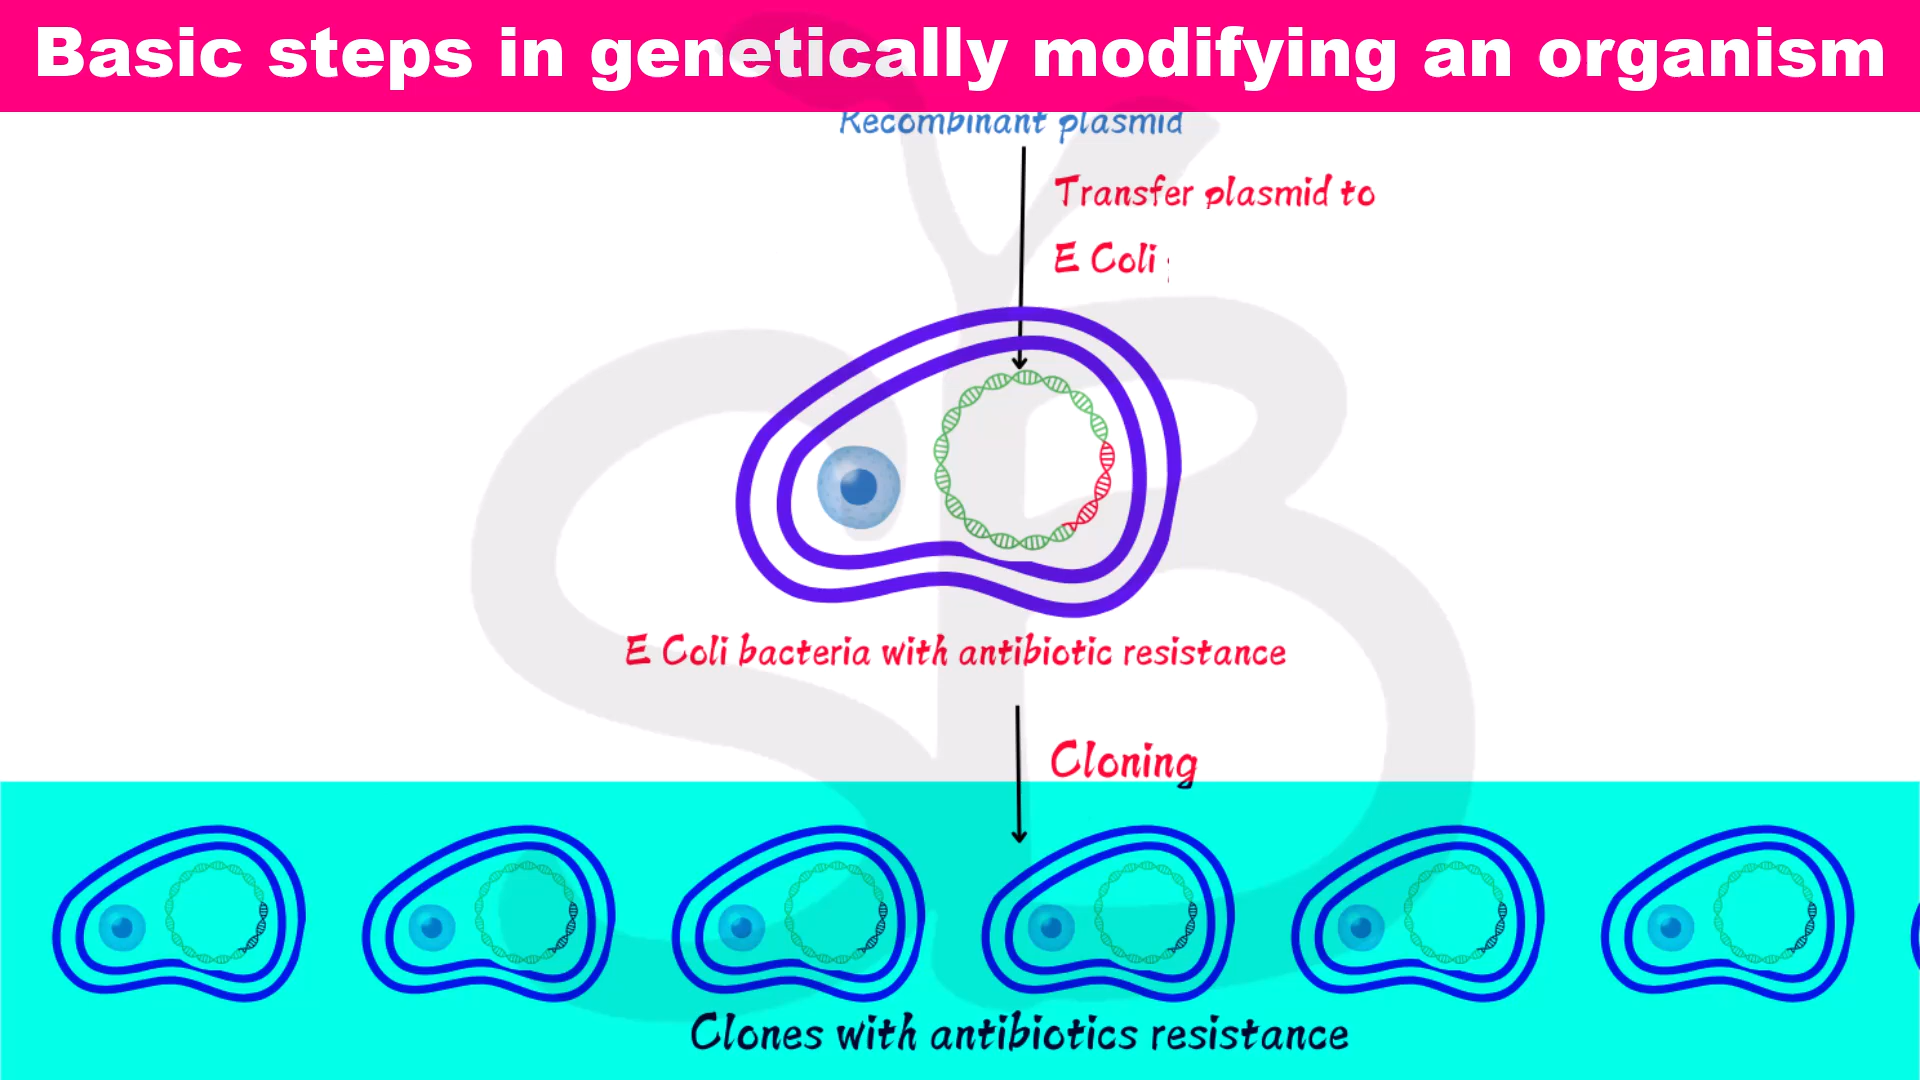 Basic steps in genetically modifying an organism
Recombinant plasmid
Transfer plasmid to
E Coli
E Coli bacteria with antibiotic resistance
Cloning
Clones with antibiotics resistance